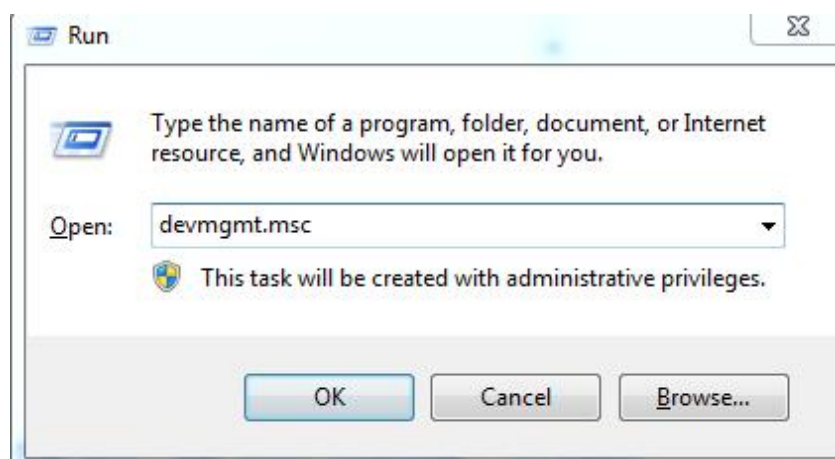 Run
Type the name of a program, folder, document, or Internet
resource, and Windows will open it for you.
Open: devmgmt.msc
This task will be created with administrative privileges.
OK Cancel Browse...